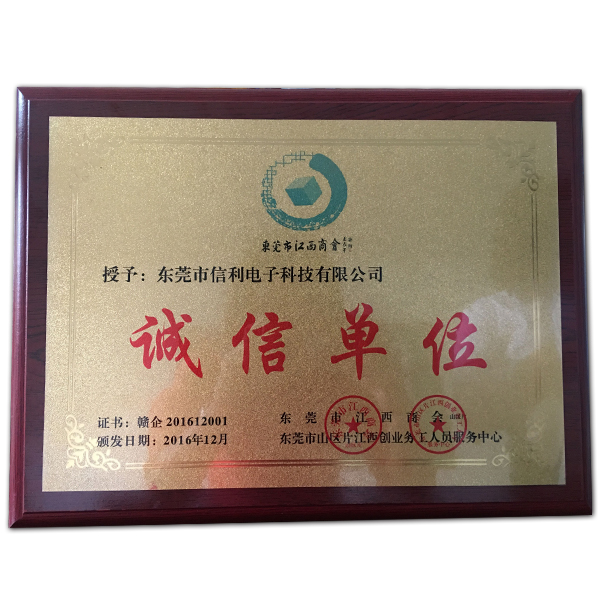 東莞市江西商會
授予：东莞市信利电子科技有限公司
诚信单位
证书：赣企 201612001
颁发日期：2016年12月
东莞市江西商会
东莞市山区片江西创业务工人员服务中心